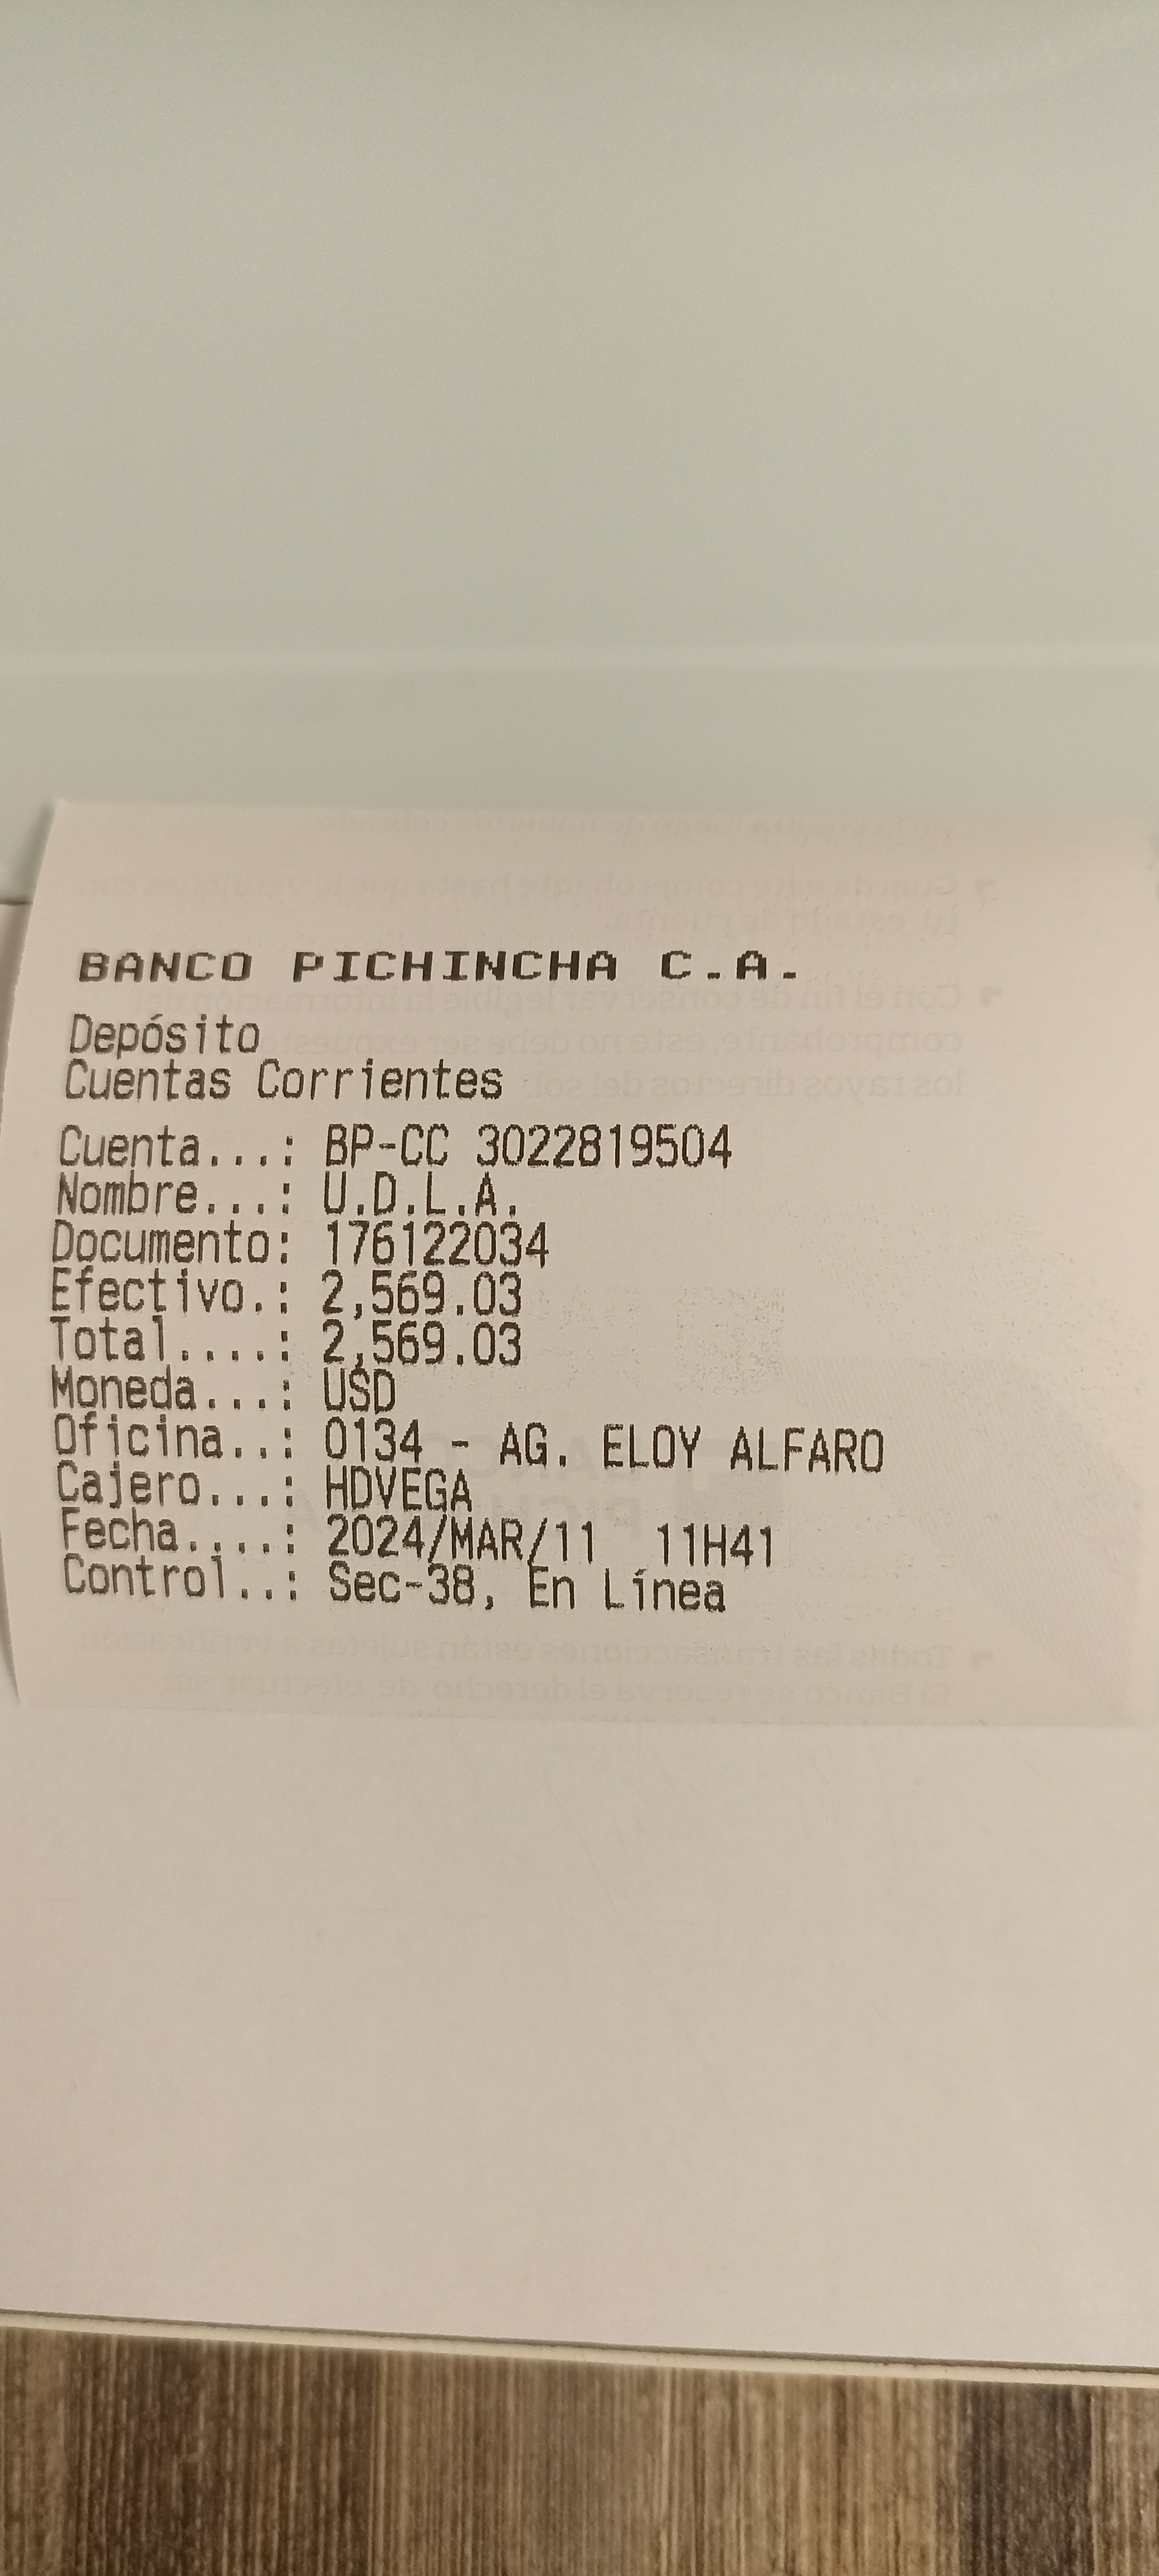 BANCO PICHINCHA C.A.
Depósito
Cuentas Corrientes
Cuenta...: BP-CC 3022819504
Nombre...: U.D.L.A.
Documento: 176122034
Efectivo.: 2,569.03
Total....: 2,569.03
Moneda...: USD
Oficina..: 0134 - AG. ELOY ALFARO
Cajero...: HDVEGA
Fecha....: 2024/MAR/11 11H41
Control..: Sec-38, En Línea